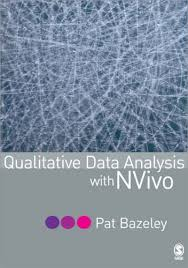 Qualitative Data Analysis
with NVivo
Pat Bazeley